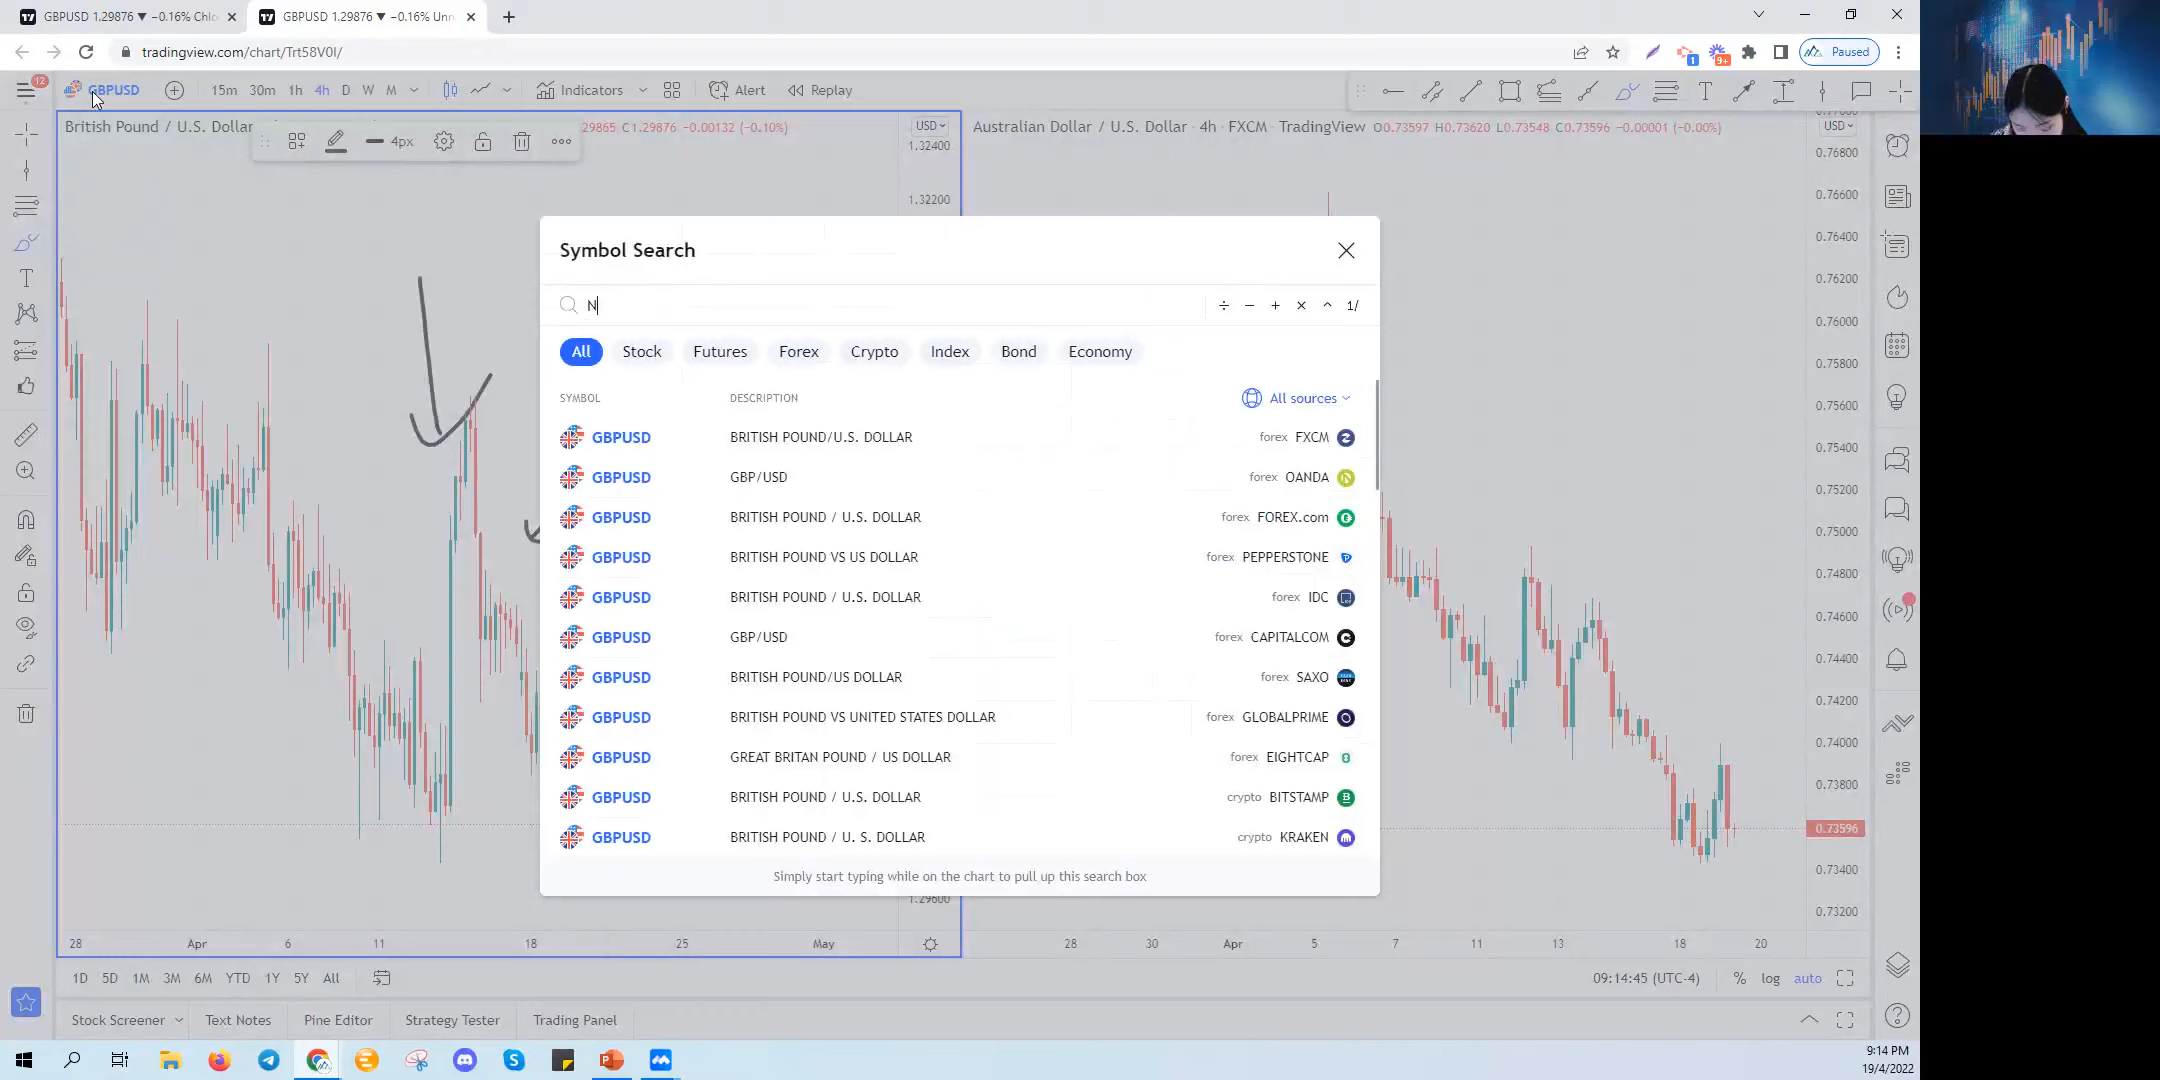 GBPUSD 1.29876 ▼ −0.16% Chlo
GBPUSD 1.29876 ▼ −0.16% Unn
tradingview.com/chart/Trt58V0I/
1
9+
Paused
12
GBPUSD
15m 30m 1h 4h D W M
Indicators
Alert
Replay
British Pound / U.S. Dollar
29865 C1.29876 −0.00132 (−0.10%)
USD
4px
1.32400
1.32200
1.29600
Australian Dollar / U.S. Dollar · 4h · FXCM · TradingView O0.73597 H0.73620 L0.73548 C0.73596 −0.00001 (−0.00%)
USD
0.76800
0.76600
0.76400
0.76200
0.76000
0.75800
0.75600
0.75400
0.75200
0.75000
0.74800
0.74600
0.74400
0.74200
0.74000
0.73800
0.73596
0.73400
0.73200
Symbol Search
N
÷ − + × ^ 1/
All Stock Futures Forex Crypto Index Bond Economy
SYMBOL DESCRIPTION All sources
GBPUSD BRITISH POUND/U.S. DOLLAR forex FXCM
GBPUSD GBP/USD forex OANDA
GBPUSD BRITISH POUND / U.S. DOLLAR forex FOREX.com
GBPUSD BRITISH POUND VS US DOLLAR forex PEPPERSTONE
GBPUSD BRITISH POUND / U.S. DOLLAR forex IDC
GBPUSD GBP/USD forex CAPITALCOM
GBPUSD BRITISH POUND/US DOLLAR forex SAXO
GBPUSD BRITISH POUND VS UNITED STATES DOLLAR forex GLOBALPRIME
GBPUSD GREAT BRITAN POUND / US DOLLAR forex EIGHTCAP
GBPUSD BRITISH POUND / U.S. DOLLAR crypto BITSTAMP
GBPUSD BRITISH POUND / U. S. DOLLAR crypto KRAKEN
Simply start typing while on the chart to pull up this search box
28 Apr 6 11 18 25 May
28 30 Apr 5 7 11 13 18 20
1D 5D 1M 3M 6M YTD 1Y 5Y All
09:14:45 (UTC-4) % log auto
Stock Screener Text Notes Pine Editor Strategy Tester Trading Panel
9:14 PM
19/4/2022